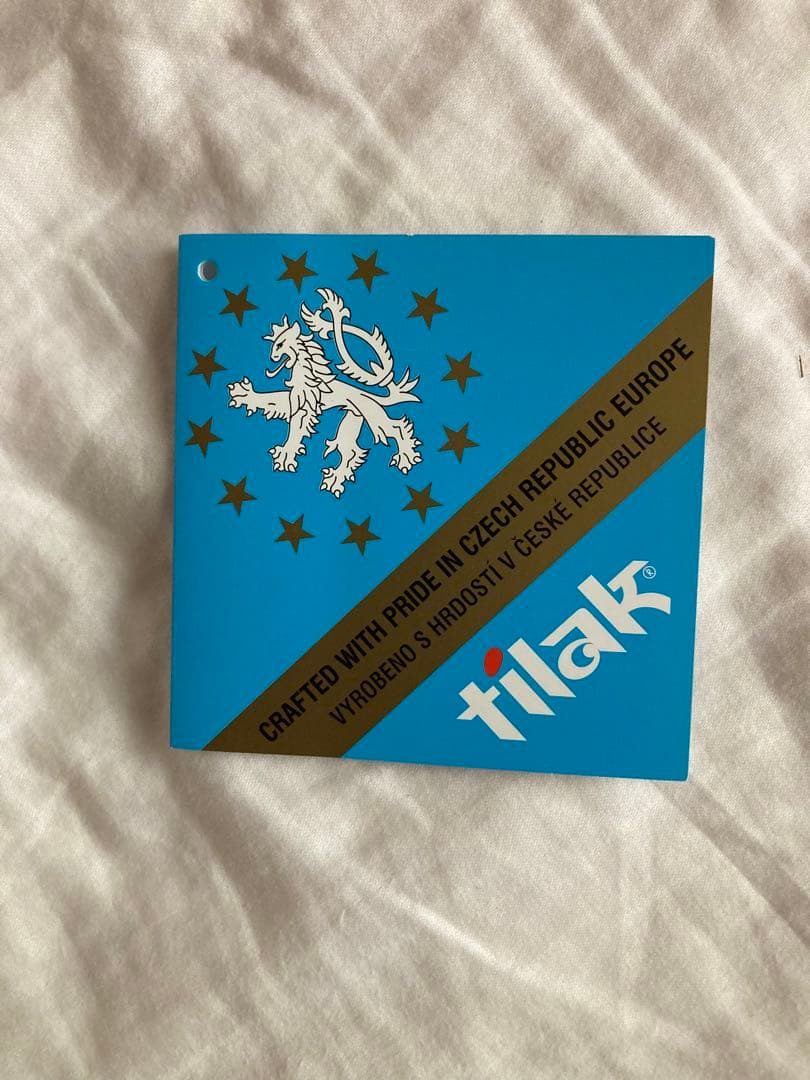 CRAFTED WITH PRIDE IN CZECH REPUBLIC EUROPE
VYROBENO S HRDOSTÍ V ČESKÉ REPUBLICE
tilak®